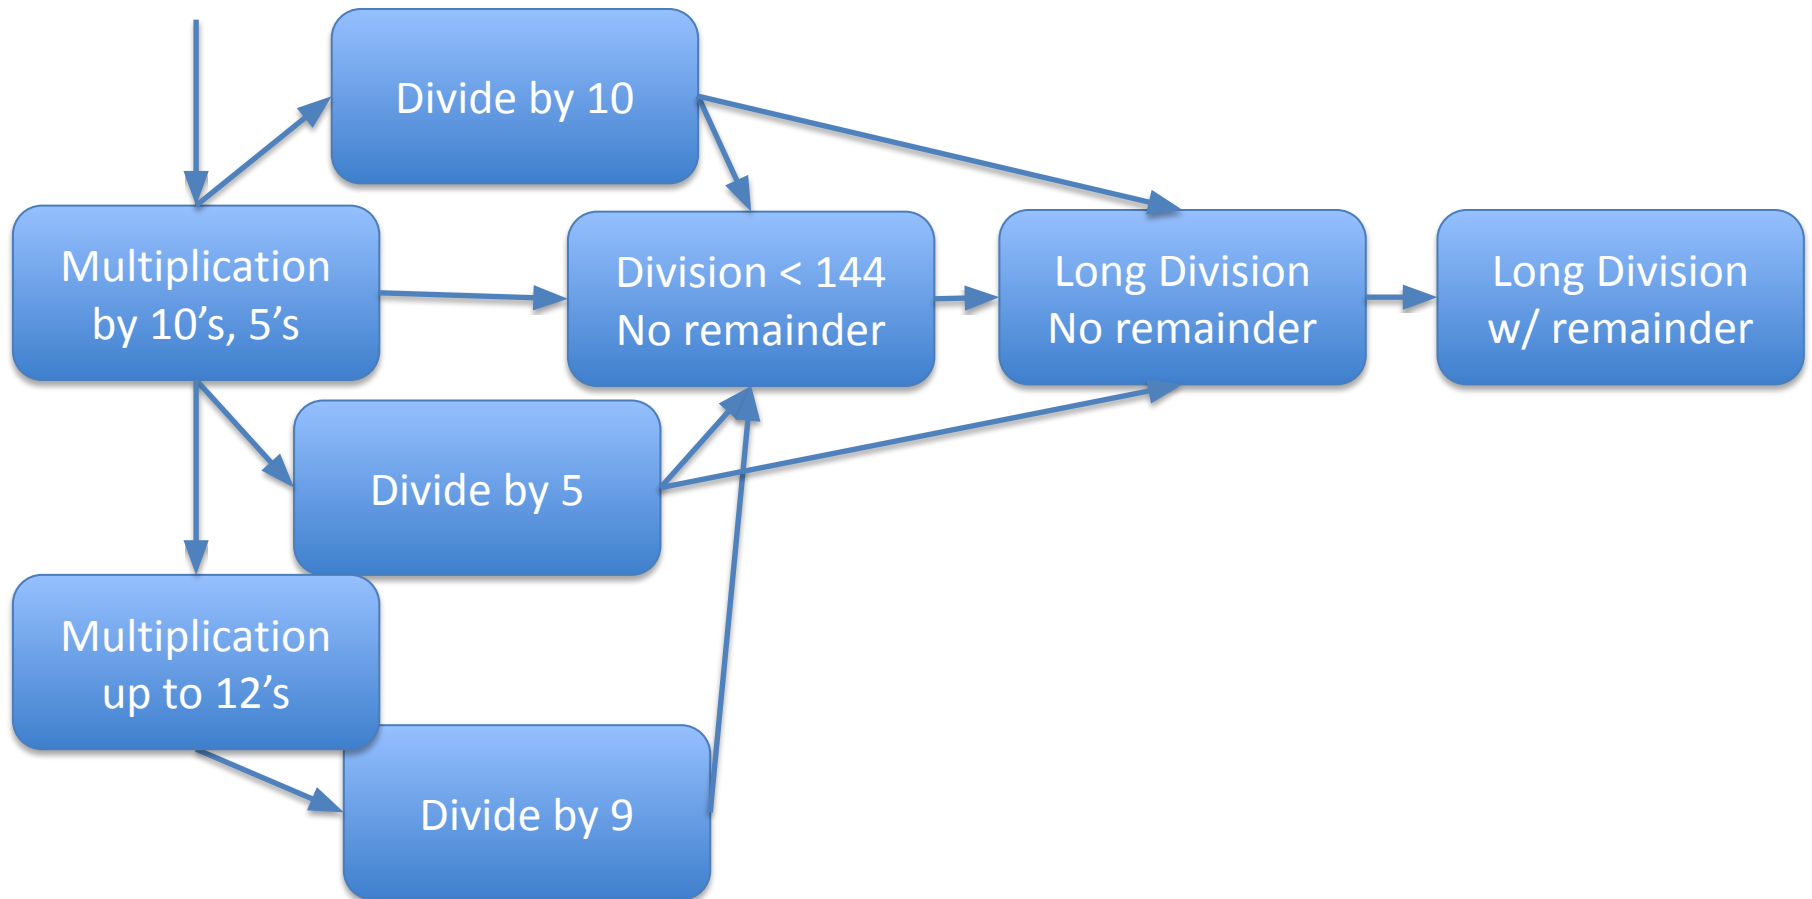 Divide by 10
Multiplication
by 10’s, 5’s
Division < 144
No remainder
Long Division
No remainder
Long Division
w/ remainder
Divide by 5
Multiplication
up to 12’s
Divide by 9